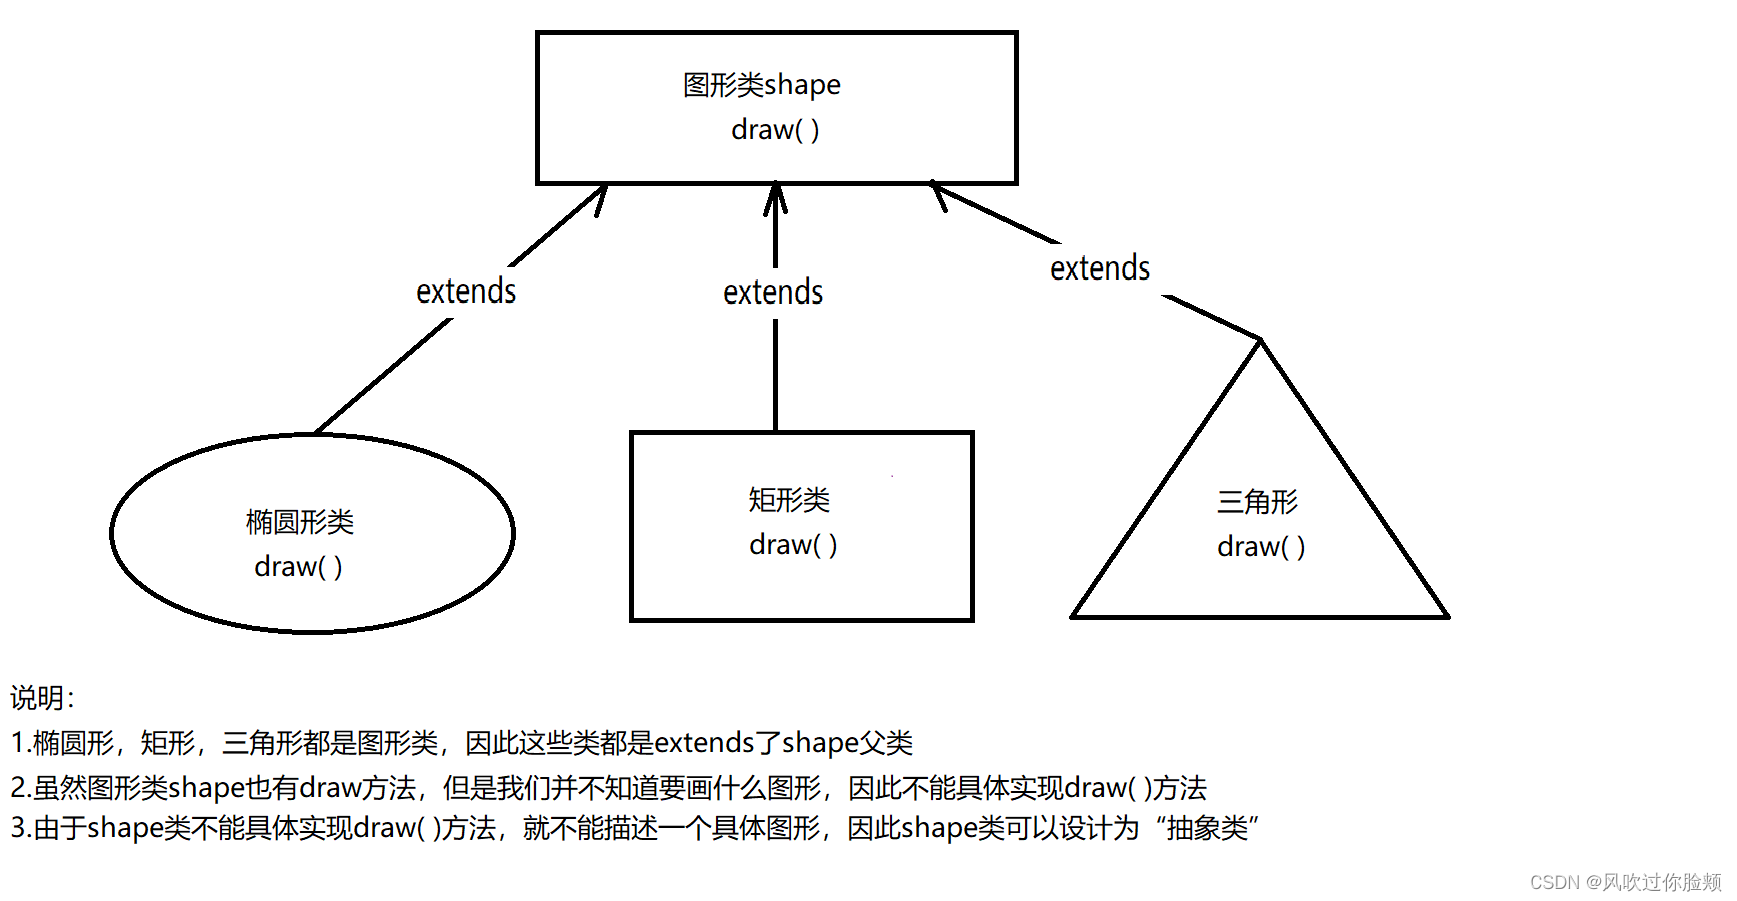 图形类shape
draw( )
extends
extends
extends
椭圆形类
draw( )
矩形类
draw( )
三角形
draw( )
说明：
1.椭圆形，矩形，三角形都是图形类，因此这些类都是extends了shape父类
2.虽然图形类shape也有draw方法，但是我们并不知道要画什么图形，因此不能具体实现draw( )方法
3.由于shape类不能具体实现draw( )方法，就不能描述一个具体图形，因此shape类可以设计为“抽象类”
CSDN @风吹过你脸颊